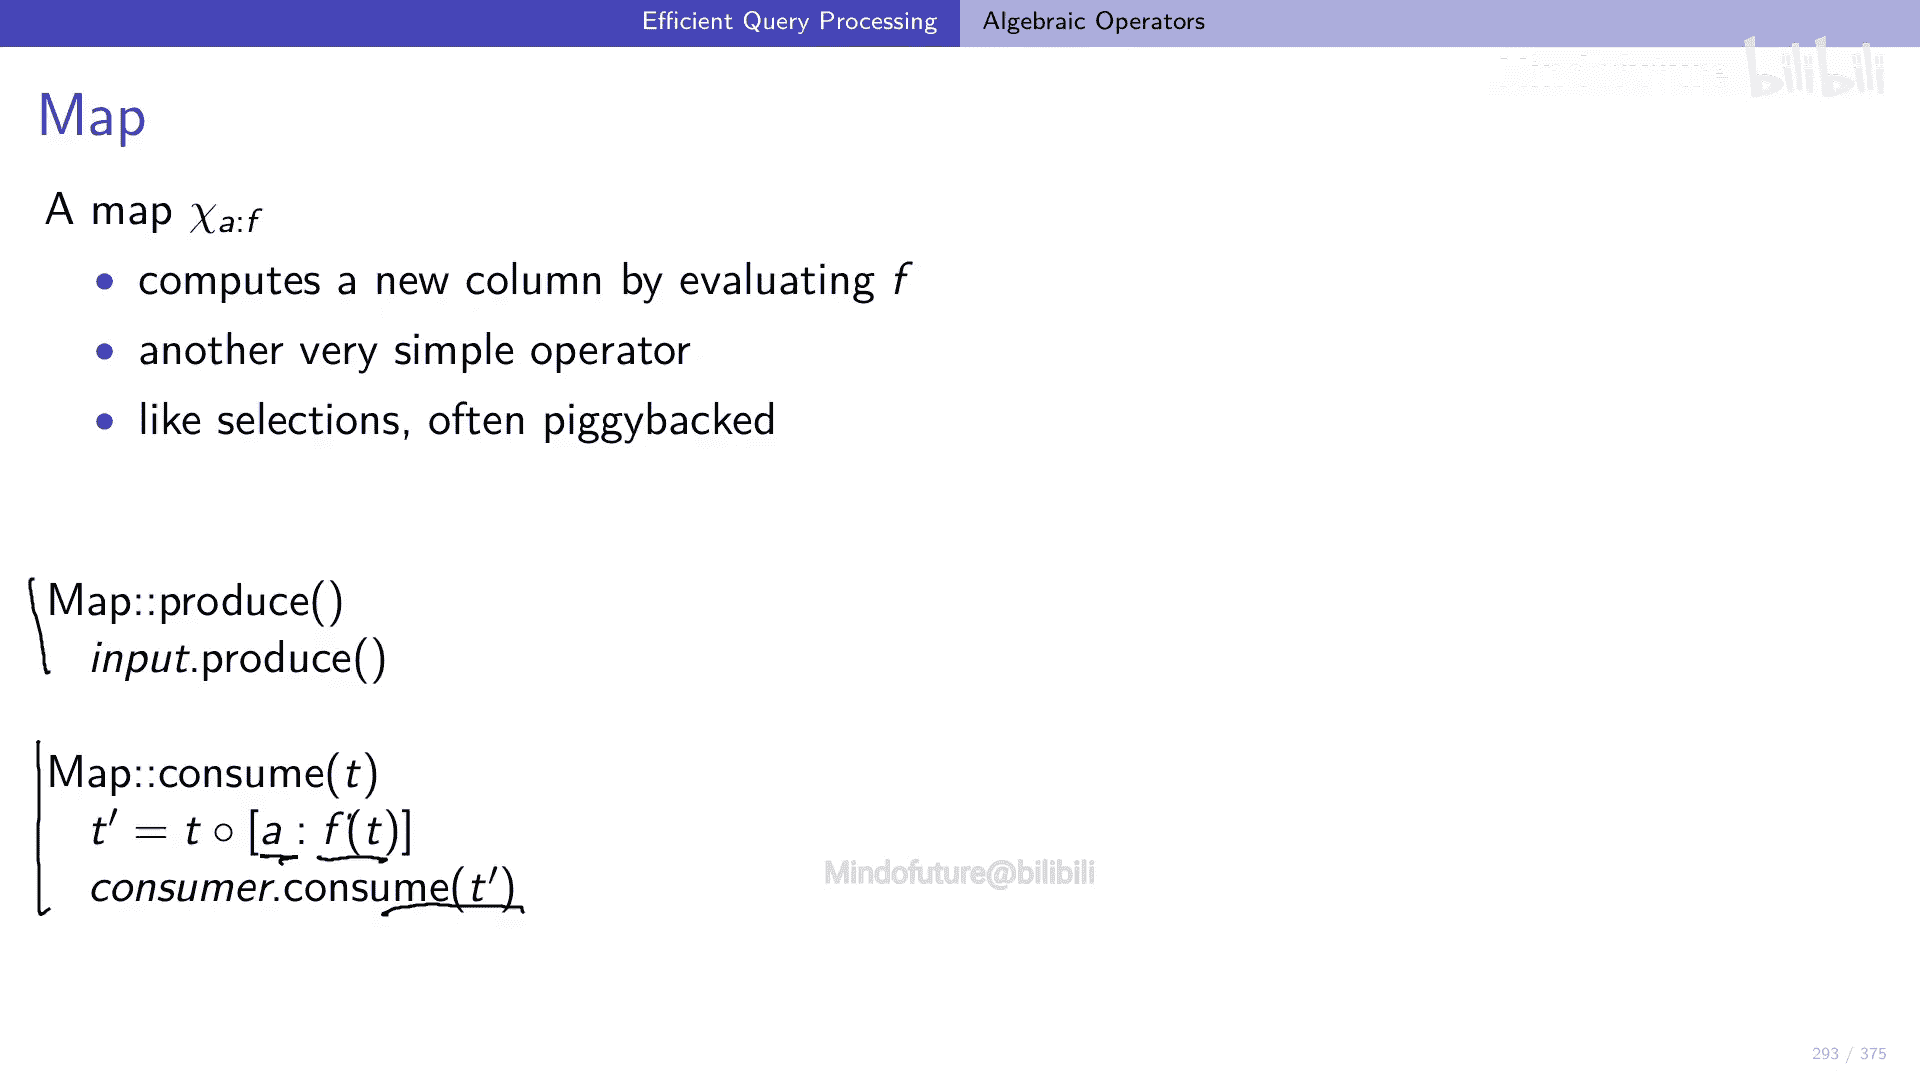 Efficient Query Processing Algebraic Operators
bilibili
Map
A map χa:f
• computes a new column by evaluating f
• another very simple operator
• like selections, often piggybacked
Map::produce()
input.produce()
Map::consume(t)
t′ = t ∘ [a : f(t)]
consumer.consume(t′)
Mindofuture@bilibili
293 / 375